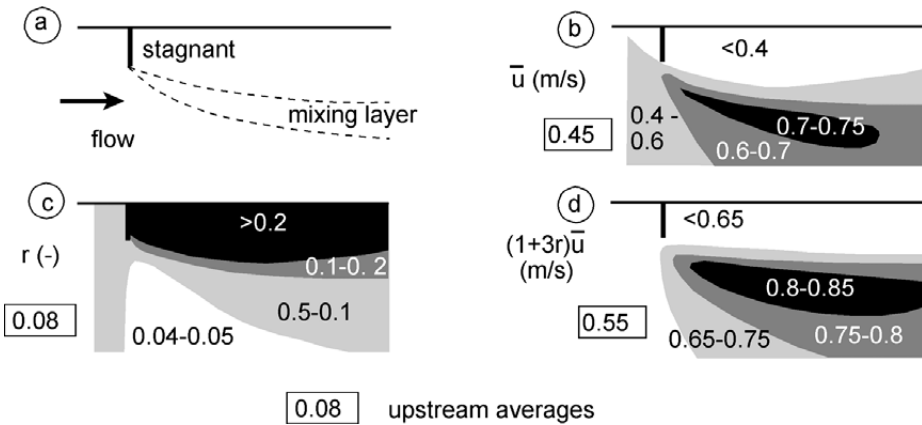 a
stagnant
flow
mixing layer
b
u̅ (m/s)
0.45
<0.4
0.4 -
0.6
0.7-0.75
0.6-0.7
c
r (-)
0.08
>0.2
0.1-0. 2
0.5-0.1
0.04-0.05
d
(1+3r)u̅
(m/s)
0.55
<0.65
0.8-0.85
0.65-0.75
0.75-0.8
0.08 upstream averages